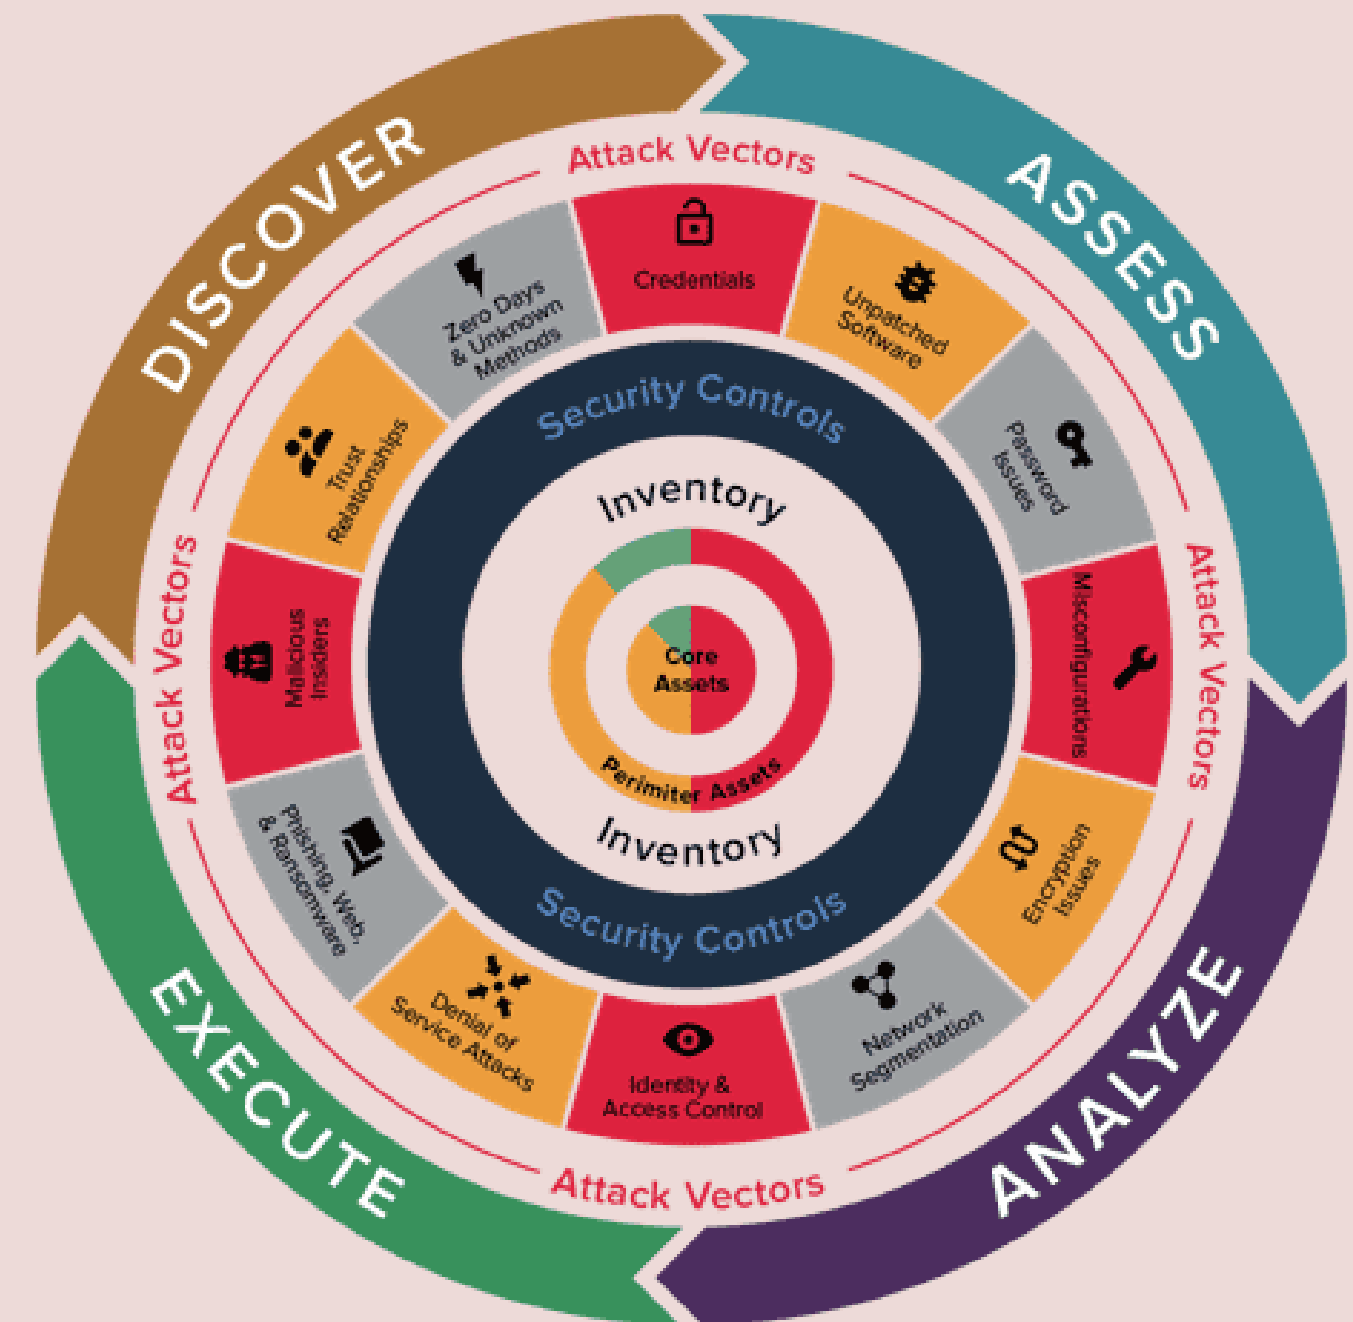 DISCOVER
ASSESS
ANALYZE
EXECUTE
Attack Vectors
Attack Vectors
Attack Vectors
Attack Vectors
Credentials
Unpatched
Software
Password
Issues
Misconfigurations
Encryption
Issues
Network
Segmentation
Identity &
Access Control
Denial of
Service Attacks
Phishing, Web,
& Ransomware
Malicious
Insiders
Trust
Relationships
Zero Days
& Unknown
Methods
Security Controls
Inventory
Core
Assets
Perimiter Assets
Inventory
Security Controls